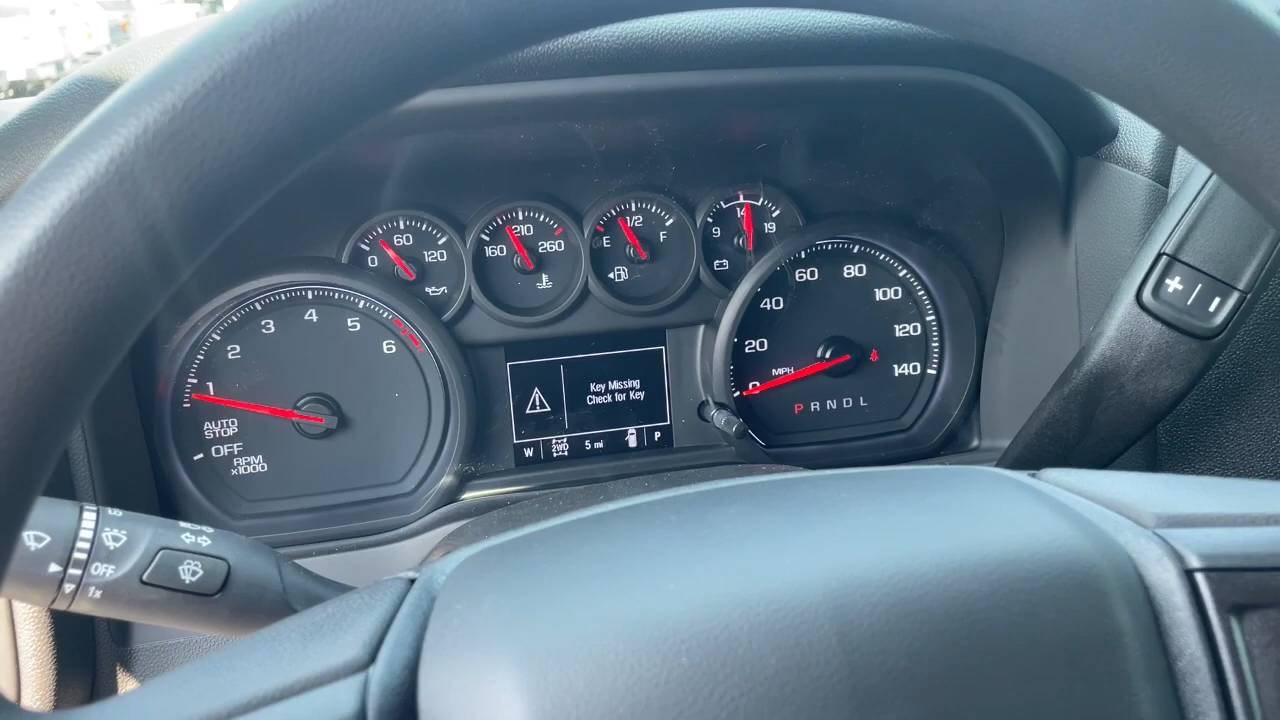 0 60 120
160 210 260
E 1/2 F
9 14 19
1 2 3 4 5 6
AUTO
STOP
OFF
RPM
x1000
Key Missing
Check for Key
W 2WD 5 mi P
0 20 40 60 80 100 120 140
MPH
P R N D L
+ | -
OFF
1x